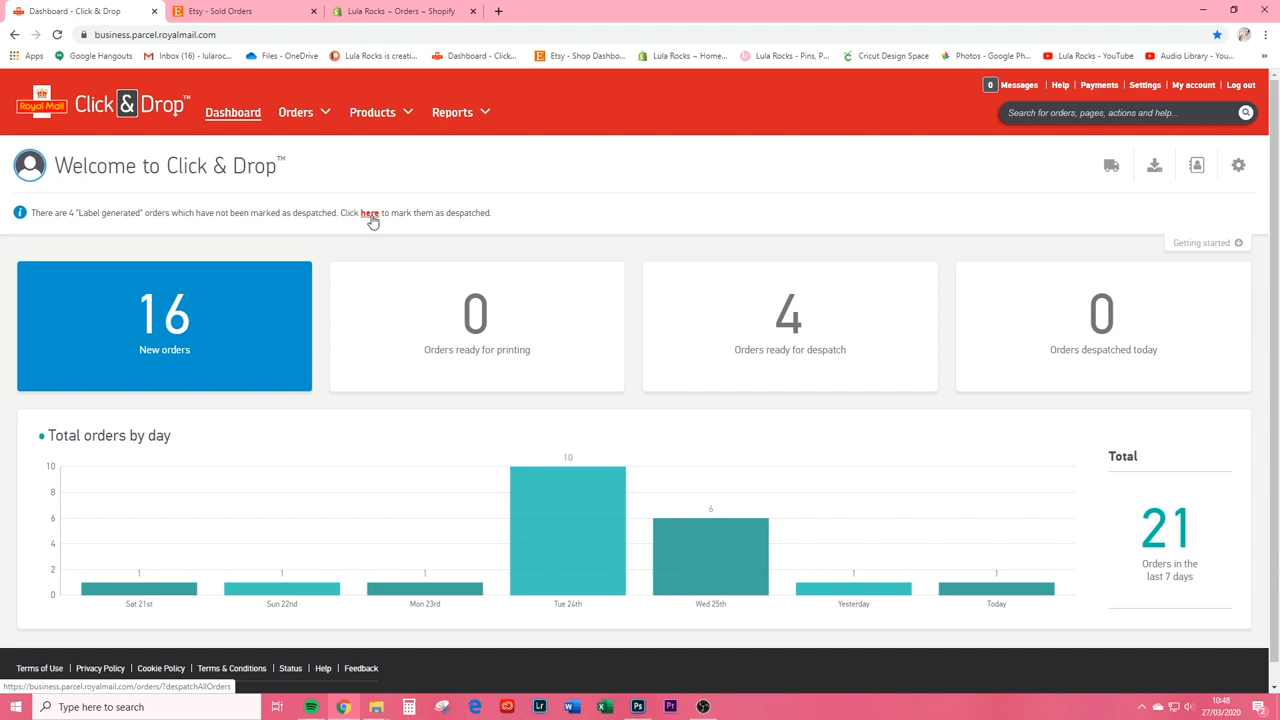 Dashboard - Click & Drop
Etsy - Sold Orders
Lula Rocks ~ Orders ~ Shopify
business.parcel.royalmail.com
Apps
Google Hangouts
Inbox (16) - lularoc...
Files - OneDrive
Lula Rocks is creati...
Dashboard - Click...
Etsy - Shop Dashbo...
Lula Rocks ~ Home...
Lula Rocks - Pins, P...
Cricut Design Space
Photos - Google Ph...
Lula Rocks - YouTube
Audio Library - You...
0 Messages | Help | Payments | Settings | My account | Log out
Royal Mail
Click & Drop™
Dashboard
Orders
Products
Reports
Search for orders, pages, actions and help...
Welcome to Click & Drop™
There are 4 "Label generated" orders which have not been marked as despatched. Click here to mark them as despatched.
Getting started
16
New orders
0
Orders ready for printing
4
Orders ready for despatch
0
Orders despatched today
Total orders by day
10
8
6
4
2
0
1
1
1
10
6
1
1
Sat 21st
Sun 22nd
Mon 23rd
Tue 24th
Wed 25th
Yesterday
Today
Total
21
Orders in the
last 7 days
Terms of Use | Privacy Policy | Cookie Policy | Terms & Conditions | Status | Help | Feedback
https://business.parcel.royalmail.com/orders/?despatchAllOrders
Type here to search
Lr
Ps
Pr
10:48
27/03/2020
2